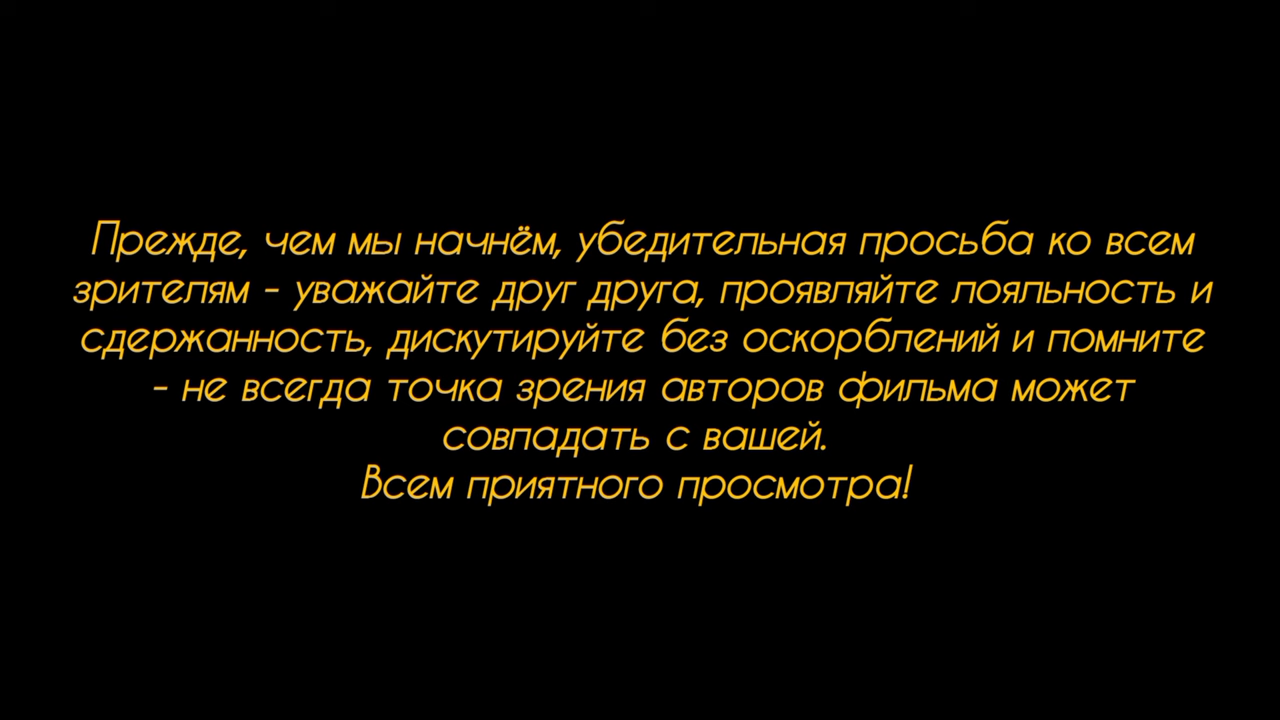 Прежде, чем мы начнём, убедительная просьба ко всем
зрителям - уважайте друг друга, проявляйте лояльность и
сдержанность, дискутируйте без оскорблений и помните
- не всегда точка зрения авторов фильма может
совпадать с вашей.
Всем приятного просмотра!